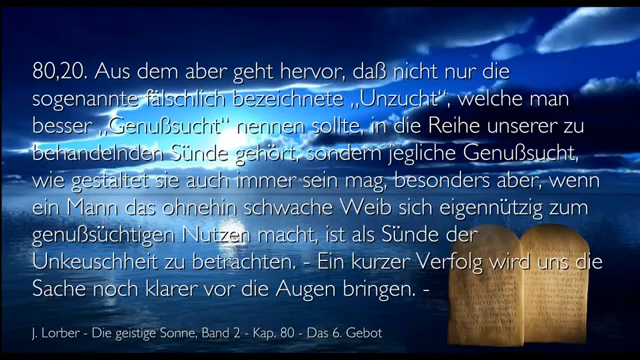 80,20. Aus dem aber geht hervor, daß nicht nur die
sogenannte fälschlich bezeichnete „Unzucht“, welche man
besser „Genußsucht“ nennen sollte, in die Reihe unserer zu
behandelnden Sünde gehört, sondern jegliche Genußsucht,
wie gestaltet sie auch immer sein mag, besonders aber, wenn
ein Mann das ohnehin schwache Weib sich eigennützig zum
genußsüchtigen Nutzen macht, ist als Sünde der
Unkeuschheit zu betrachten. - Ein kurzer Verfolg wird uns die
Sache noch klarer vor die Augen bringen. -
J. Lorber - Die geistige Sonne, Band 2 - Kap. 80 - Das 6. Gebot